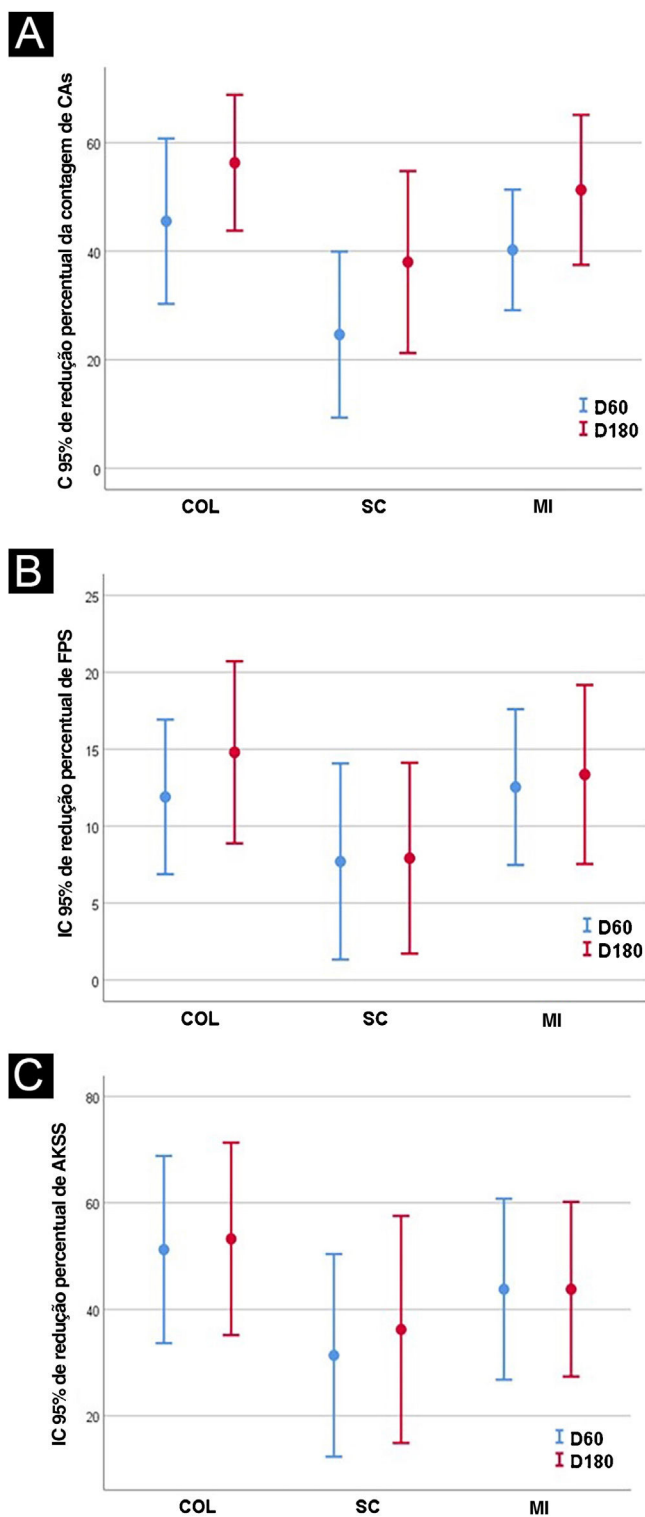 A
C 95% de redução percentual da contagem de CAs
60
40
20
0
D60
D180
COL SC MI
B
IC 95% de redução percentual de FPS
25
20
15
10
5
0
D60
D180
COL SC MI
C
IC 95% de redução percentual de AKSS
80
60
40
20
D60
D180
COL SC MI